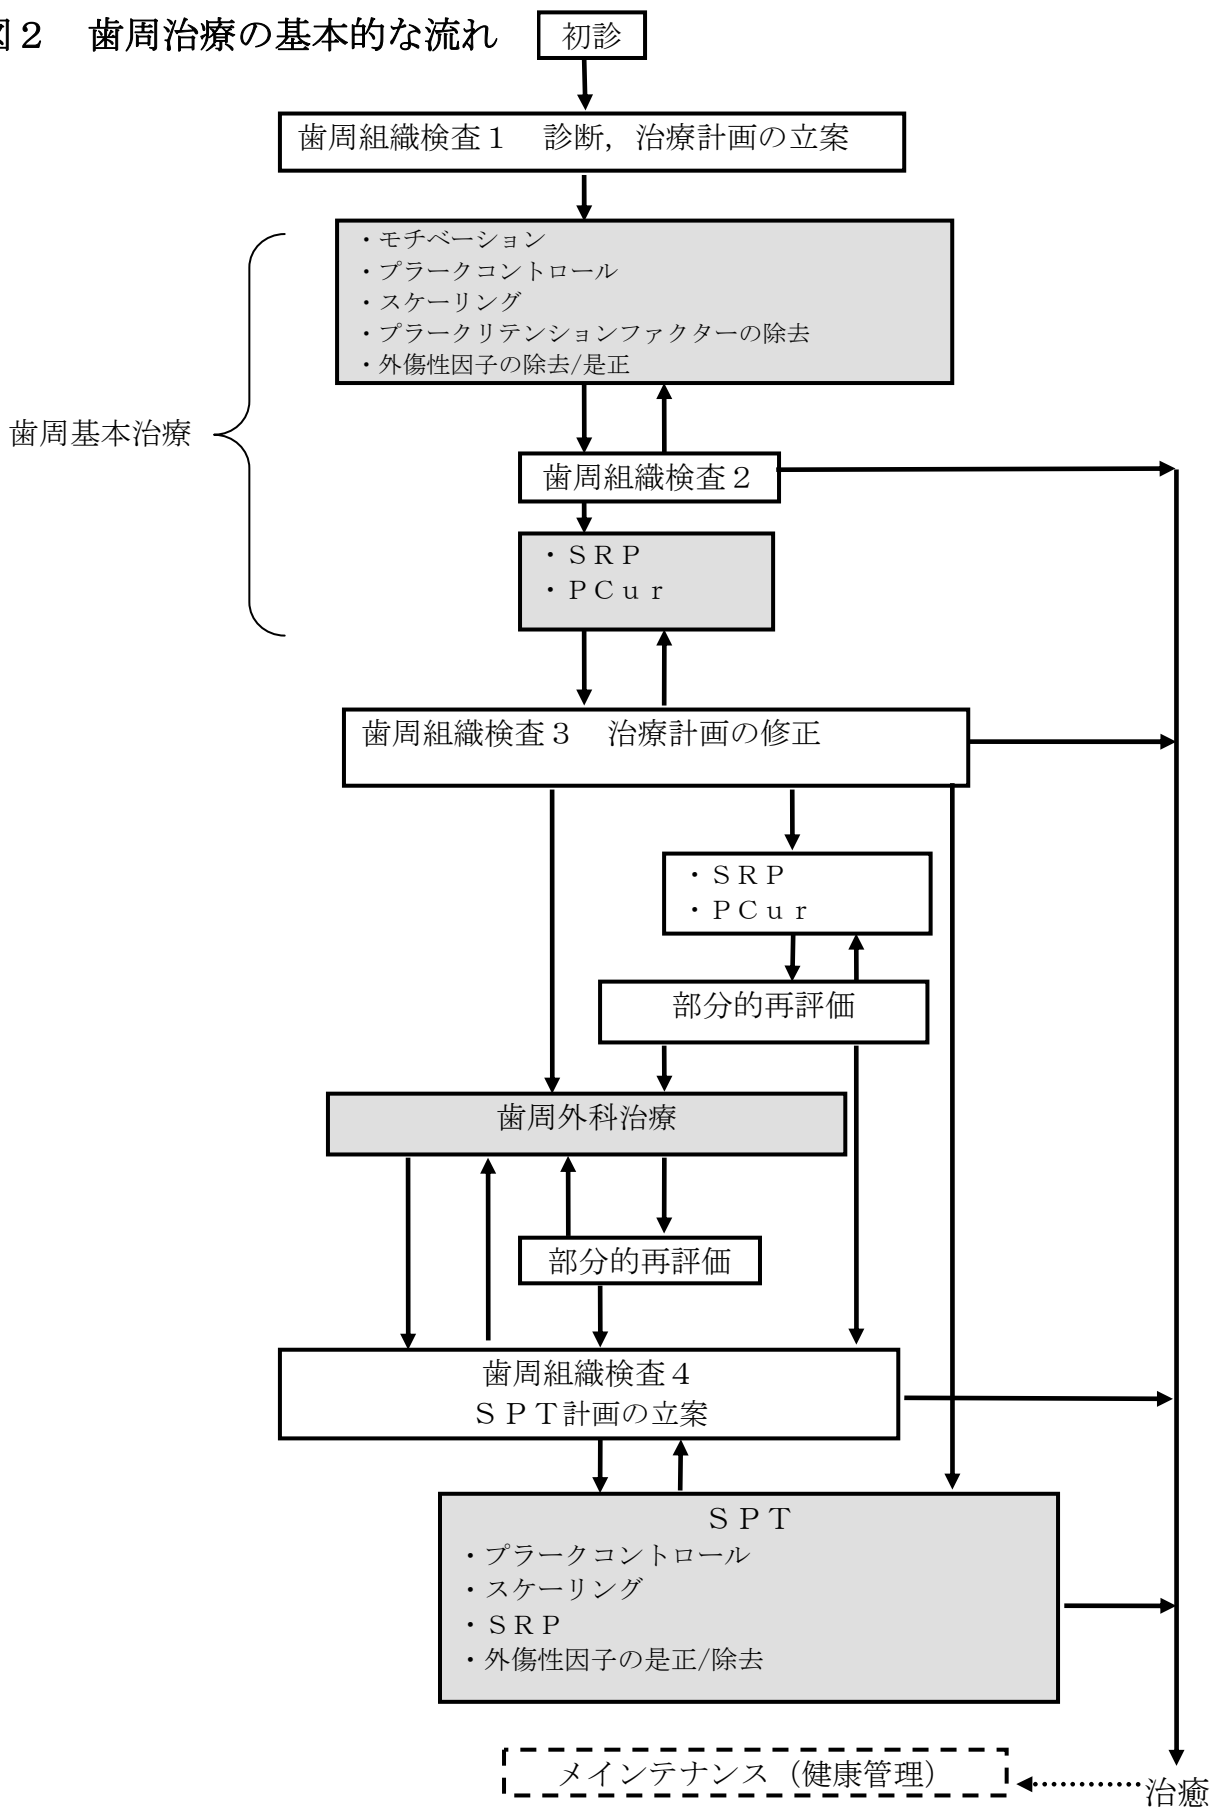 図２　歯周治療の基本的な流れ
初診
歯周組織検査１　診断，治療計画の立案
・モチベーション
・プラークコントロール
・スケーリング
・プラークリテンションファクターの除去
・外傷性因子の除去/是正
歯周基本治療
歯周組織検査２
・ＳＲＰ
・ＰＣｕｒ
歯周組織検査３　治療計画の修正
・ＳＲＰ
・ＰＣｕｒ
部分的再評価
歯周外科治療
部分的再評価
歯周組織検査４
ＳＰＴ計画の立案
ＳＰＴ
・プラークコントロール
・スケーリング
・ＳＲＰ
・外傷性因子の是正/除去
メインテナンス（健康管理）
治癒